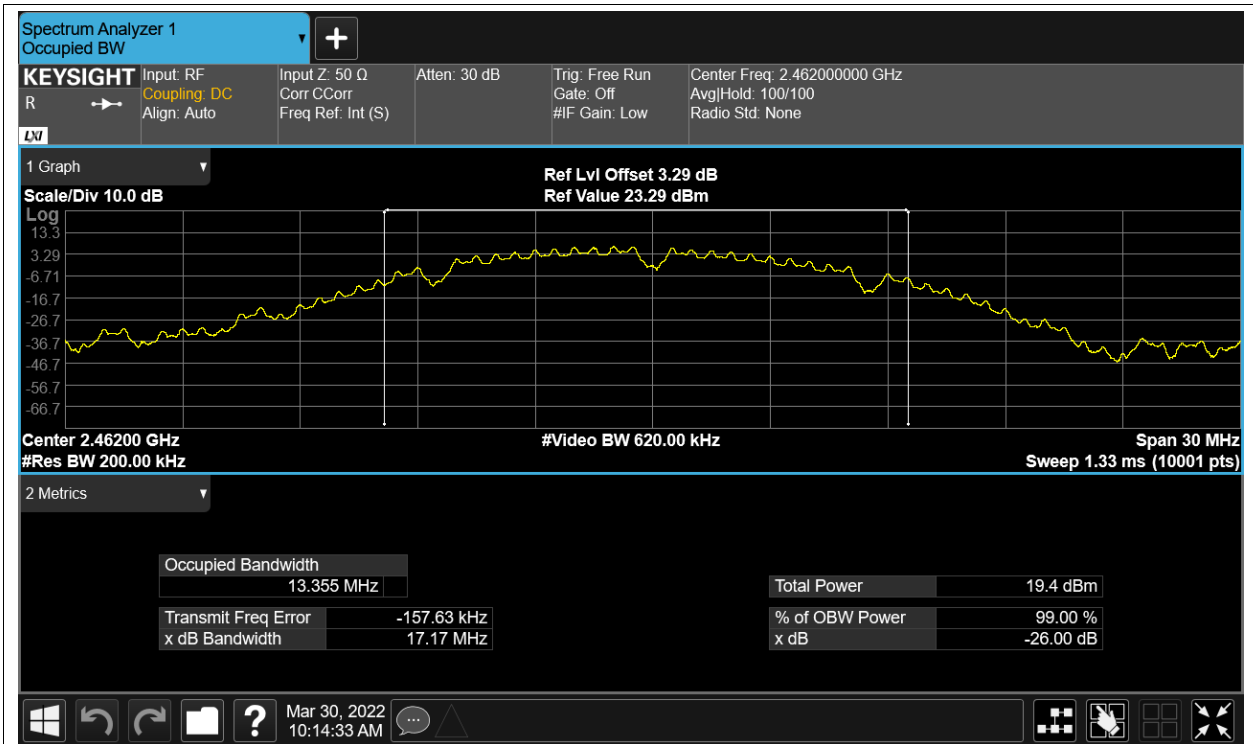 Spectrum Analyzer 1
Occupied BW
KEYSIGHT
R
LXI
Input: RF
Coupling: DC
Align: Auto
Input Z: 50 Ω
Corr CCorr
Freq Ref: Int (S)
Atten: 30 dB
Trig: Free Run
Gate: Off
#IF Gain: Low
Center Freq: 2.462000000 GHz
Avg|Hold: 100/100
Radio Std: None
1 Graph
Scale/Div 10.0 dB
Ref Lvl Offset 3.29 dB
Ref Value 23.29 dBm
Log
13.3
3.29
-6.71
-16.7
-26.7
-36.7
-46.7
-56.7
-66.7
Center 2.46200 GHz
#Res BW 200.00 kHz
#Video BW 620.00 kHz
Span 30 MHz
Sweep 1.33 ms (10001 pts)
2 Metrics
Occupied Bandwidth
13.355 MHz
Transmit Freq Error -157.63 kHz
x dB Bandwidth 17.17 MHz
Total Power 19.4 dBm
% of OBW Power 99.00 %
x dB -26.00 dB
?
Mar 30, 2022
10:14:33 AM